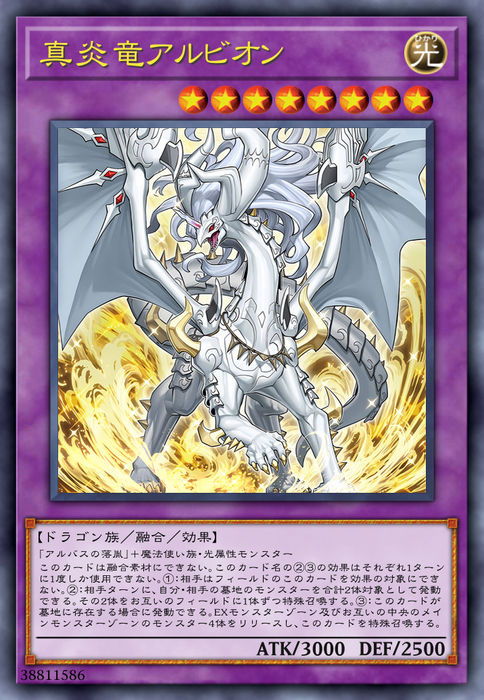 真炎竜アルビオン
光
ひかり
【ドラゴン族／融合／効果】
「アルバスの落胤」＋魔法使い族・光属性モンスター
このカードは融合素材にできない。このカード名の②③の効果はそれぞれ1ターン
に1度しか使用できない。①：相手はフィールドのこのカードを効果の対象にでき
ない。②：相手ターンに、自分・相手の墓地のモンスターを合計2体対象として発動
できる。その2体をお互いのフィールドに1体ずつ特殊召喚する。③：このカードが
墓地に存在する場合に発動できる。EXモンスターゾーン及びお互いの中央のメイ
ンモンスターゾーンのモンスター4体をリリースし、このカードを特殊召喚する。
ATK/3000 DEF/2500
38811586